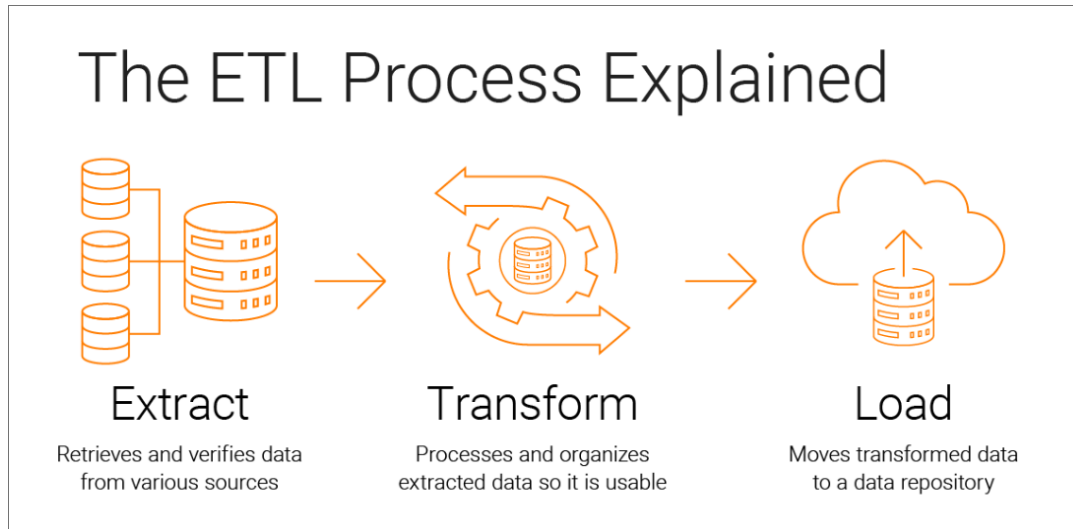 The ETL Process Explained
Extract
Retrieves and verifies data
from various sources
Transform
Processes and organizes
extracted data so it is usable
Load
Moves transformed data
to a data repository